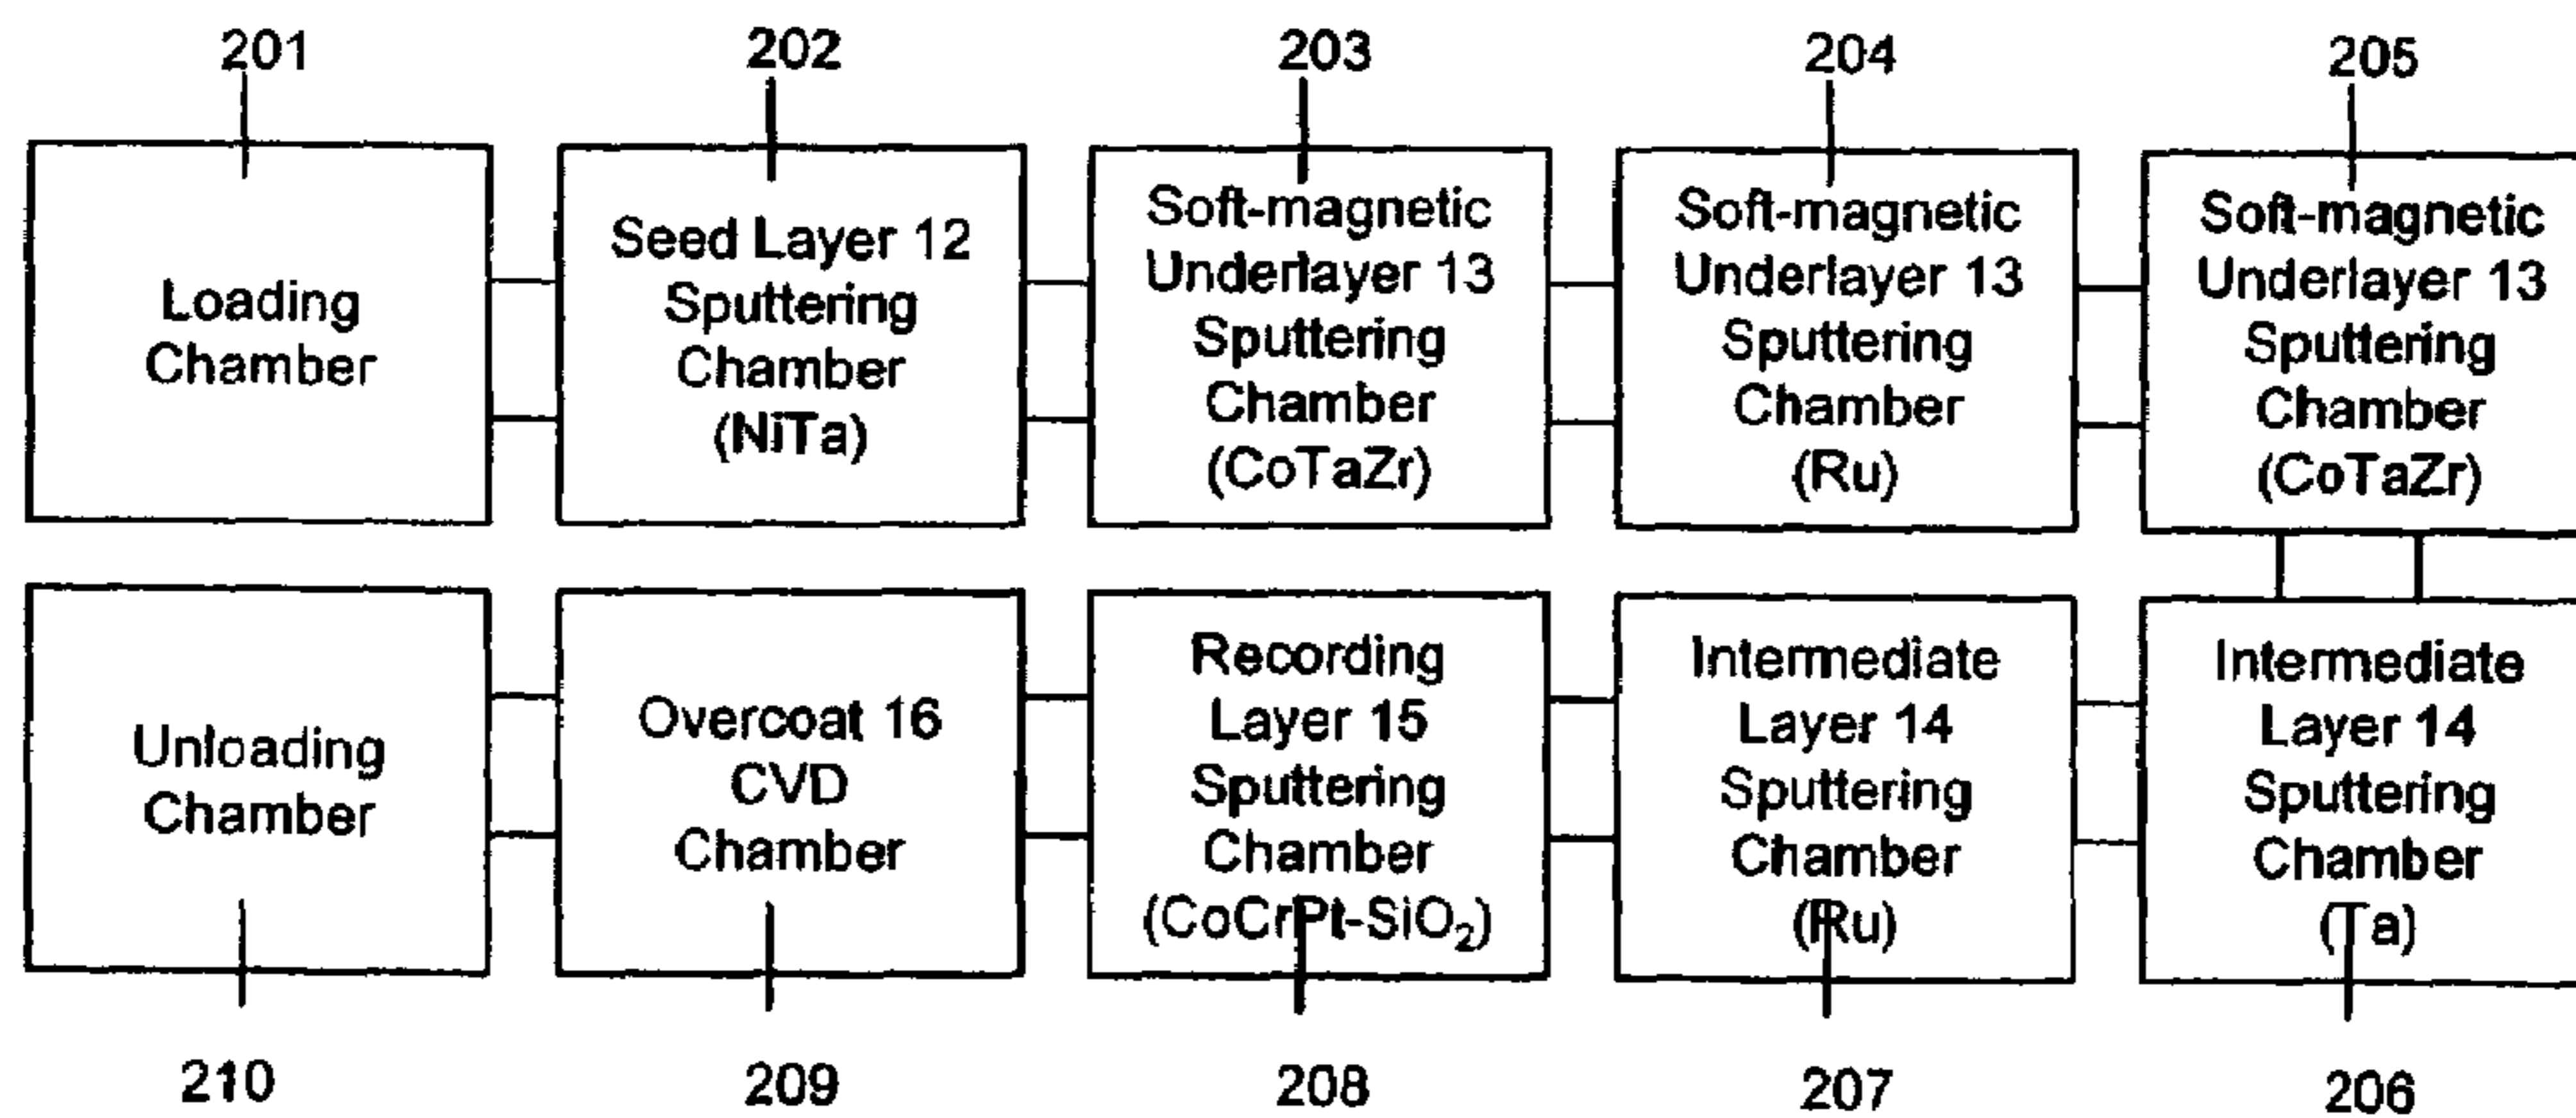 201
202
203
204
205
Loading
Chamber
Seed Layer 12
Sputtering
Chamber
(NiTa)
Soft-magnetic
Underlayer 13
Sputtering
Chamber
(CoTaZr)
Soft-magnetic
Underlayer 13
Sputtering
Chamber
(Ru)
Soft-magnetic
Underlayer 13
Sputtering
Chamber
(CoTaZr)
Unloading
Chamber
Overcoat 16
CVD
Chamber
Recording
Layer 15
Sputtering
Chamber
(CoCrPt-SiO₂)
Intermediate
Layer 14
Sputtering
Chamber
(Ru)
Intermediate
Layer 14
Sputtering
Chamber
(Ta)
210
209
208
207
206